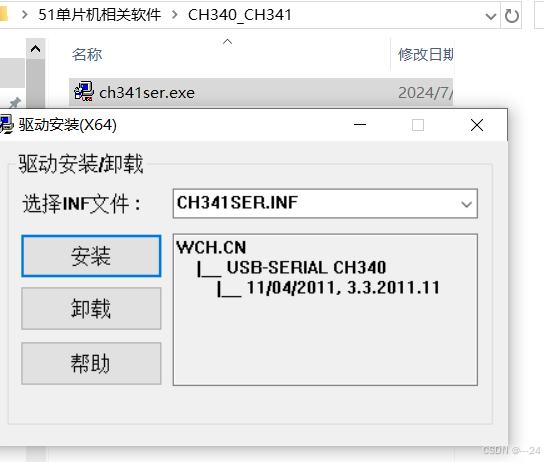 51单片机相关软件 > CH340_CH341
名称 修改日期
ch341ser.exe 2024/7/
驱动安装(X64)
驱动安装/卸载
选择INF文件： CH341SER.INF
安装
卸载
帮助
WCH.CN
|__ USB-SERIAL CH340
|__ 11/04/2011, 3.3.2011.11
CSDN @---24